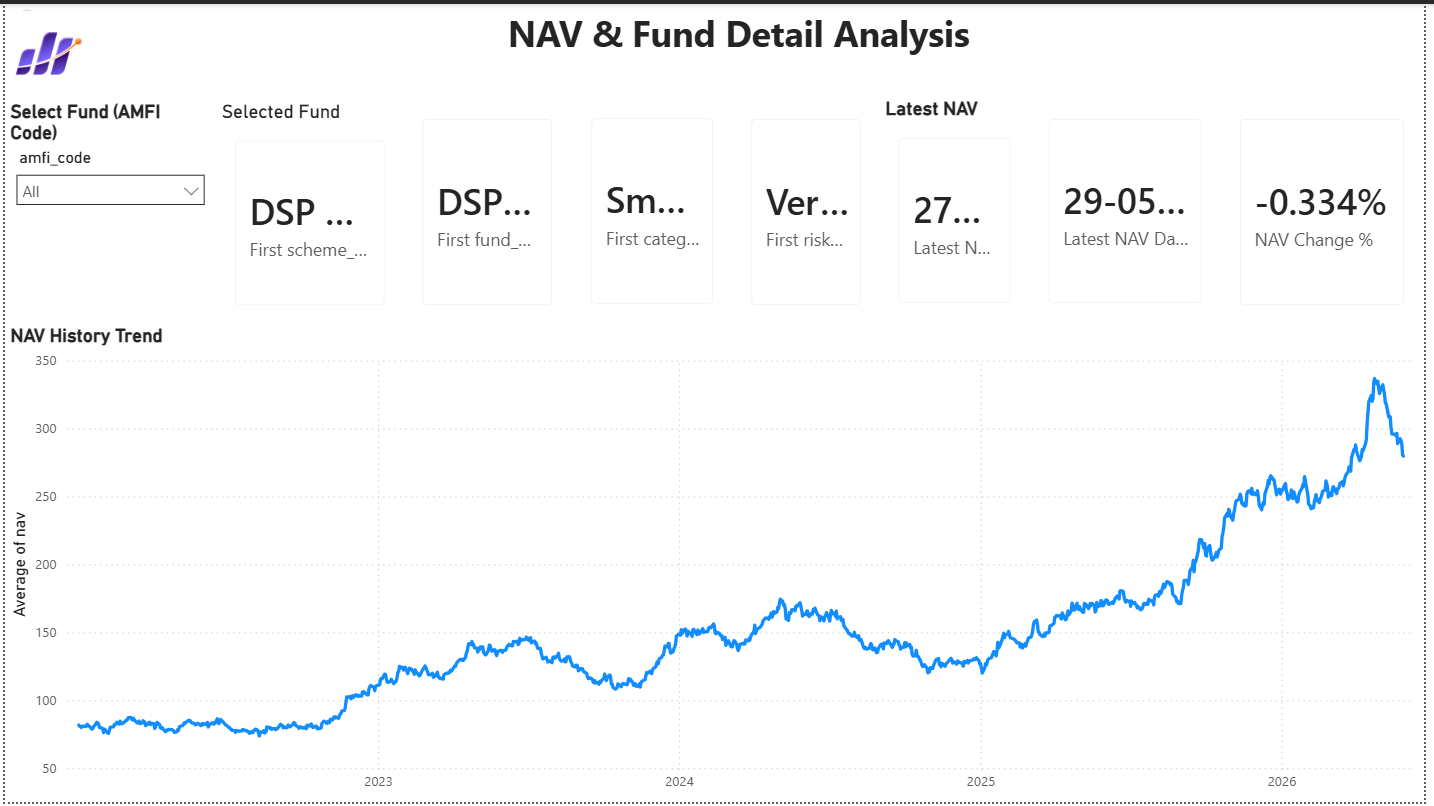 NAV & Fund Detail Analysis
Select Fund (AMFI
Code)
amfi_code
All
Selected Fund
DSP ...
First scheme_...
DSP...
First fund_...
Sm...
First categ...
Ver...
First risk...
Latest NAV
27...
Latest N...
29-05...
Latest NAV Da...
-0.334%
NAV Change %
NAV History Trend
Average of nav
350
300
250
200
150
100
50
2023
2024
2025
2026